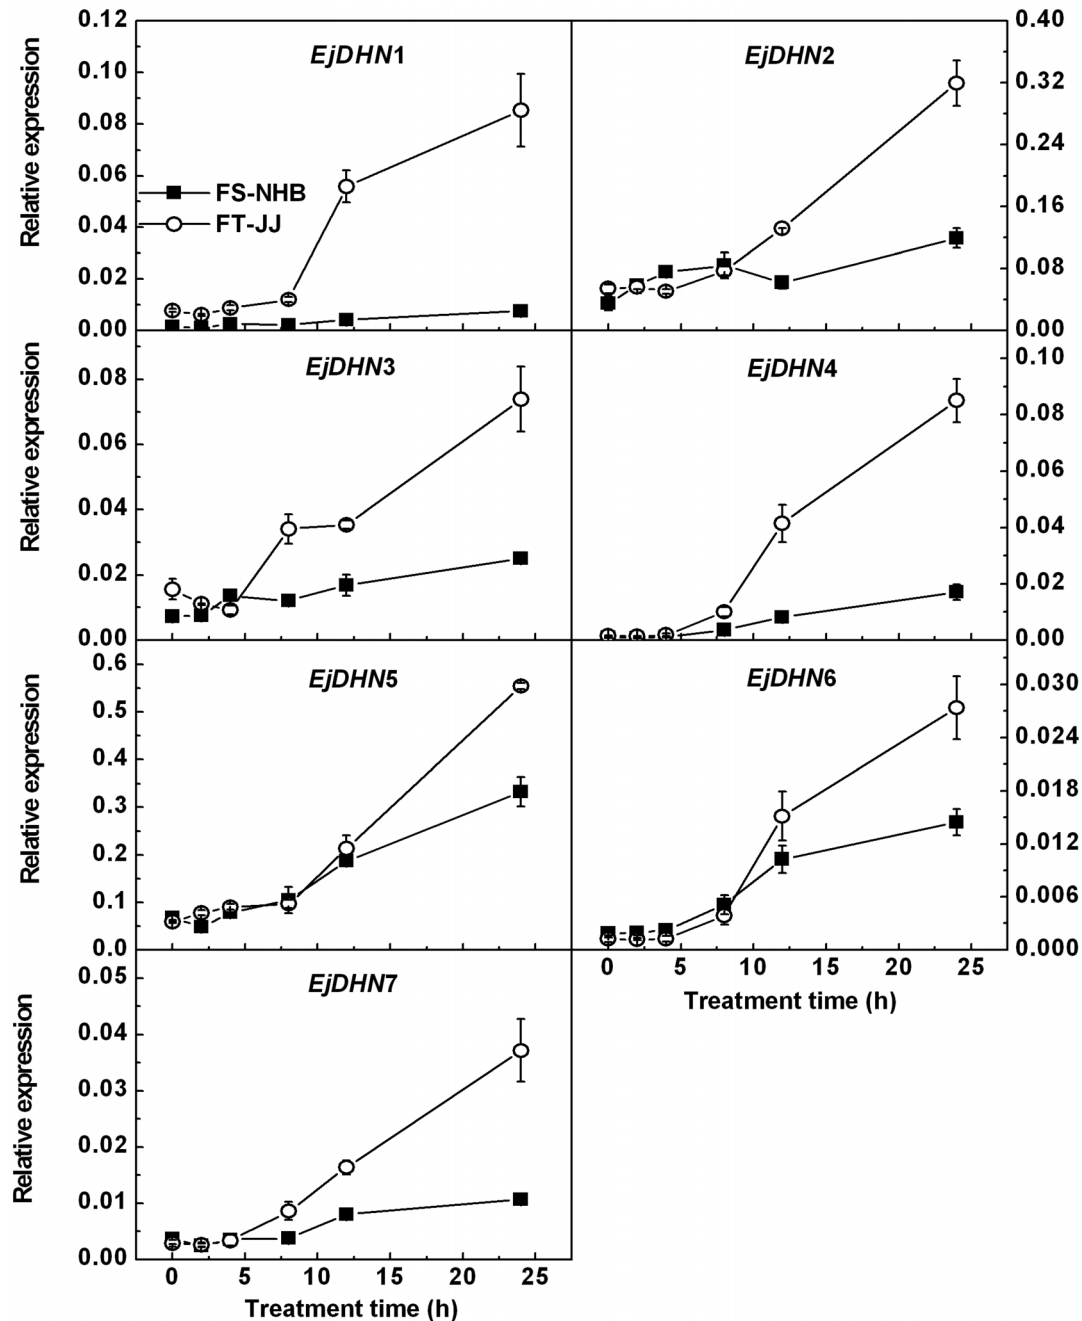 EjDHN1
Relative expression
0.12
0.10
0.08
0.06
0.04
0.02
0.00
FS-NHB
FT-JJ
EjDHN2
0.40
0.32
0.24
0.16
0.08
0.00
EjDHN3
Relative expression
0.08
0.06
0.04
0.02
0.00
EjDHN4
0.10
0.08
0.06
0.04
0.02
0.00
EjDHN5
Relative expression
0.6
0.5
0.4
0.3
0.2
0.1
0.0
EjDHN6
0.030
0.024
0.018
0.012
0.006
0.000
0 5 10 15 20 25
Treatment time (h)
EjDHN7
Relative expression
0.05
0.04
0.03
0.02
0.01
0.00
0 5 10 15 20 25
Treatment time (h)